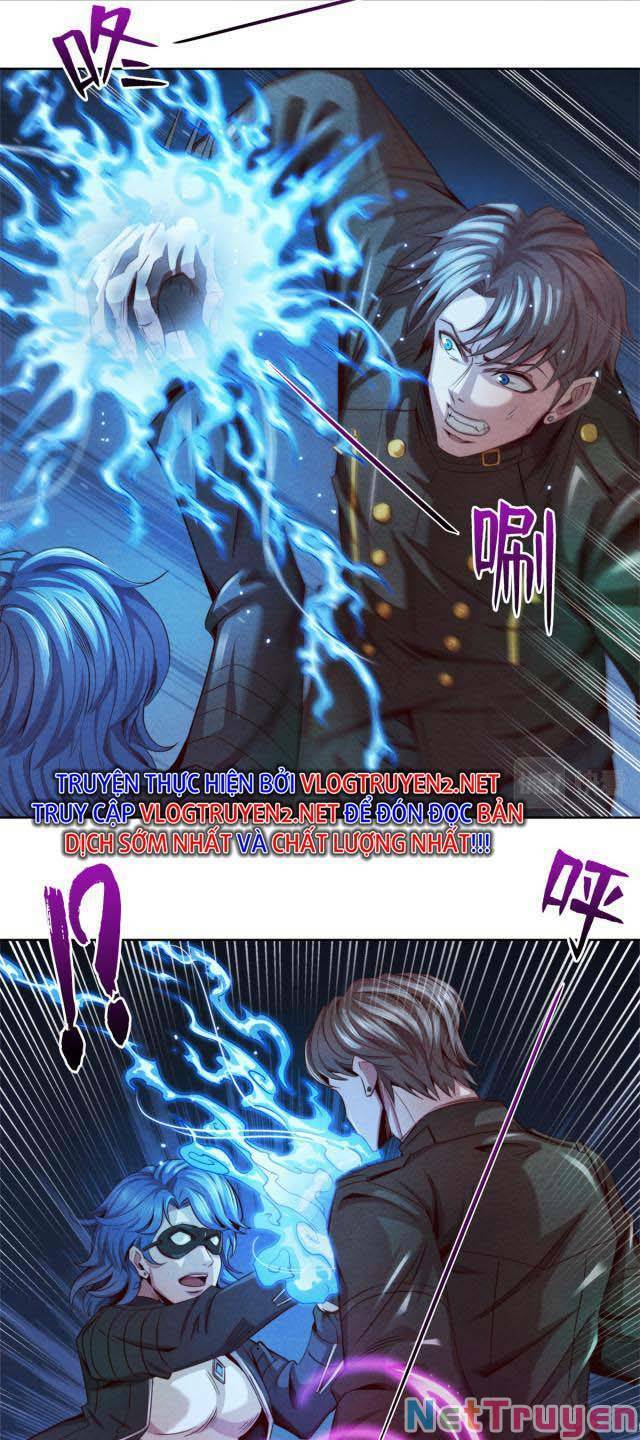 咚
唰
TRUYỆN THỰC HIỆN BỞI VLOGTRUYEN2.NET
TRUY CẬP VLOGTRUYEN2.NET ĐỂ ĐÓN ĐỌC BẢN
DỊCH SỚM NHẤT VÀ CHẤT LƯỢNG NHẤT!!!
呼
!?
NetTruyen